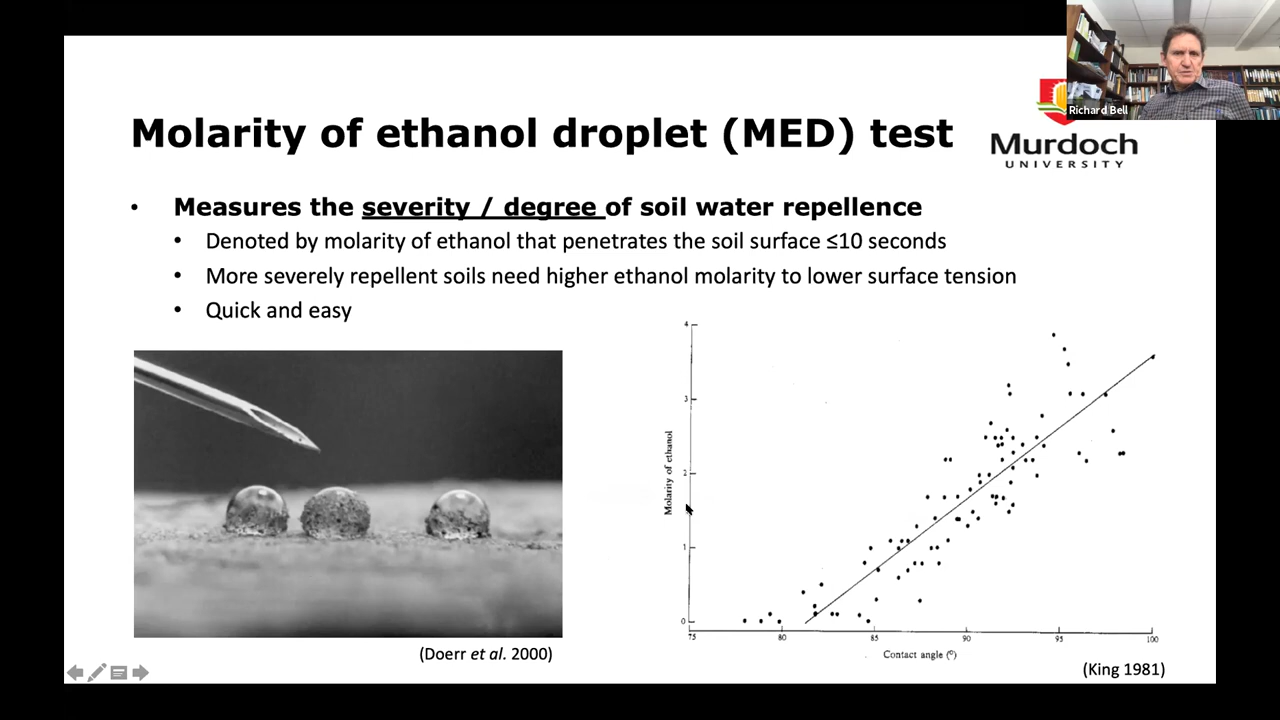 Richard Bell
Molarity of ethanol droplet (MED) test
Murdoch
UNIVERSITY
• Measures the severity / degree of soil water repellence
• Denoted by molarity of ethanol that penetrates the soil surface ≤10 seconds
• More severely repellent soils need higher ethanol molarity to lower surface tension
• Quick and easy
(Doerr et al. 2000)
4
3
2
1
0
Molarity of ethanol
75 80 85 90 95 100
Contact angle (°)
(King 1981)